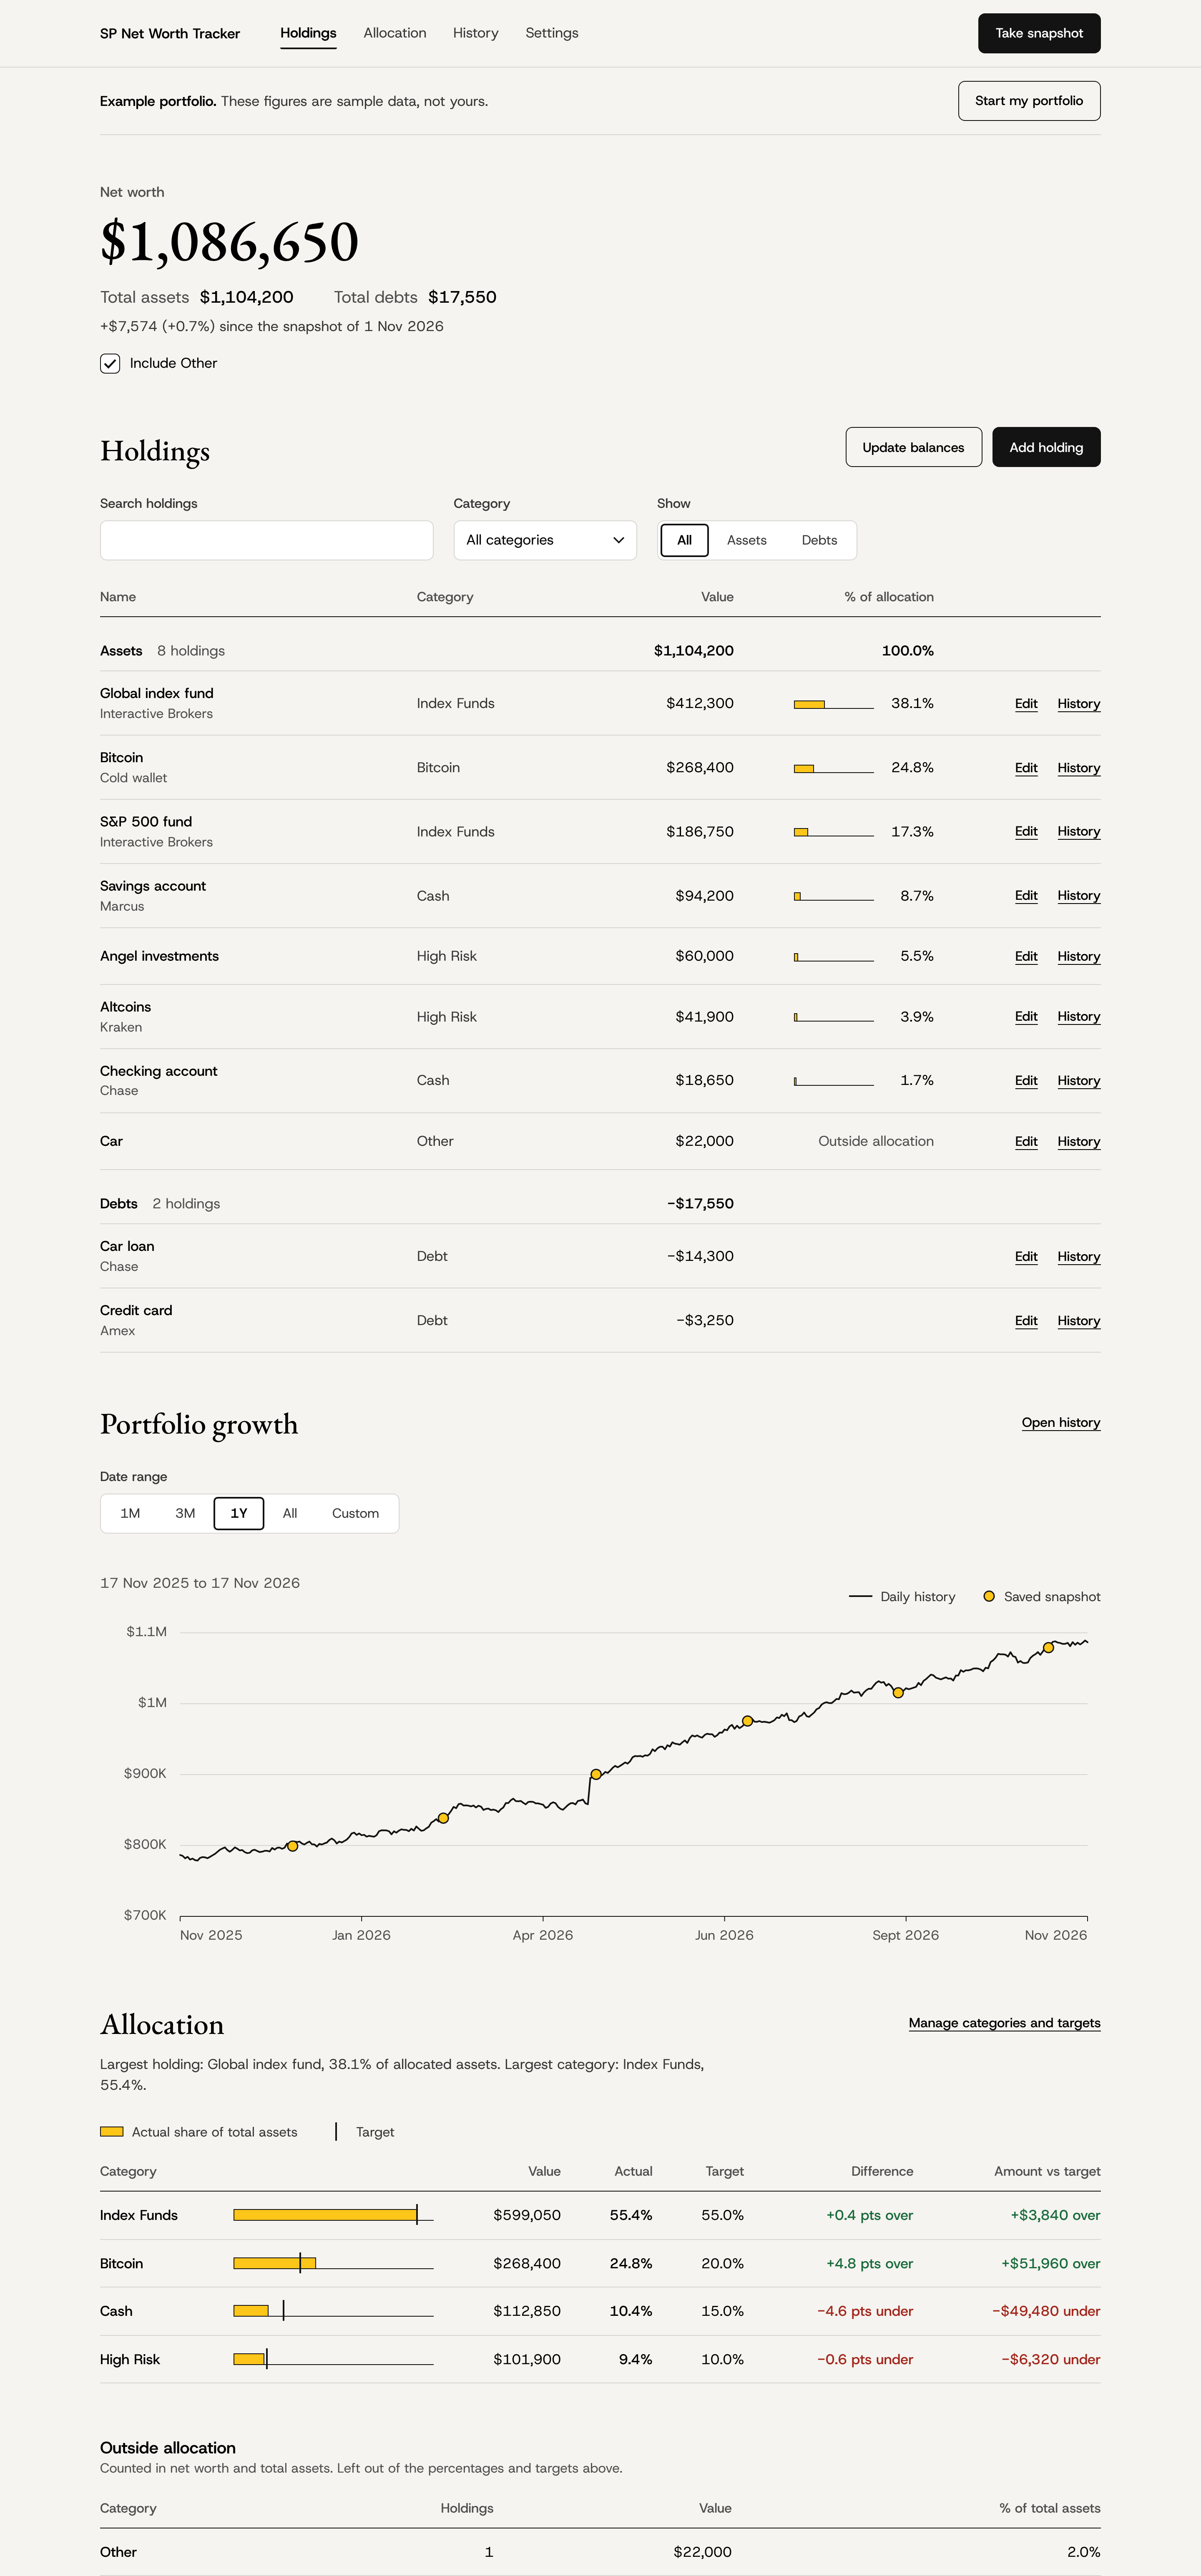 SP Net Worth Tracker Holdings Allocation History Settings Take snapshot
Example portfolio. These figures are sample data, not yours. Start my portfolio
Net worth
$1,086,650
Total assets $1,104,200 Total debts $17,550
+$7,574 (+0.7%) since the snapshot of 1 Nov 2026
Include Other
Holdings Update balances Add holding
Search holdings Category Show
All categories All Assets Debts
Name Category Value % of allocation
Assets 8 holdings $1,104,200 100.0%
Global index fund
Interactive Brokers Index Funds $412,300 38.1% Edit History
Bitcoin
Cold wallet Bitcoin $268,400 24.8% Edit History
S&P 500 fund
Interactive Brokers Index Funds $186,750 17.3% Edit History
Savings account
Marcus Cash $94,200 8.7% Edit History
Angel investments High Risk $60,000 5.5% Edit History
Altcoins
Kraken High Risk $41,900 3.9% Edit History
Checking account
Chase Cash $18,650 1.7% Edit History
Car Other $22,000 Outside allocation Edit History
Debts 2 holdings −$17,550
Car loan
Chase Debt −$14,300 Edit History
Credit card
Amex Debt −$3,250 Edit History
Portfolio growth Open history
Date range
1M 3M 1Y All Custom
17 Nov 2025 to 17 Nov 2026
Daily history Saved snapshot
$1.1M
$1M
$900K
$800K
$700K
Nov 2025 Jan 2026 Apr 2026 Jun 2026 Sept 2026 Nov 2026
Allocation Manage categories and targets
Largest holding: Global index fund, 38.1% of allocated assets. Largest category: Index Funds,
55.4%.
Actual share of total assets Target
Category Value Actual Target Difference Amount vs target
Index Funds $599,050 55.4% 55.0% +0.4 pts over +$3,840 over
Bitcoin $268,400 24.8% 20.0% +4.8 pts over +$51,960 over
Cash $112,850 10.4% 15.0% −4.6 pts under −$49,480 under
High Risk $101,900 9.4% 10.0% −0.6 pts under −$6,320 under
Outside allocation
Counted in net worth and total assets. Left out of the percentages and targets above.
Category Holdings Value % of total assets
Other 1 $22,000 2.0%